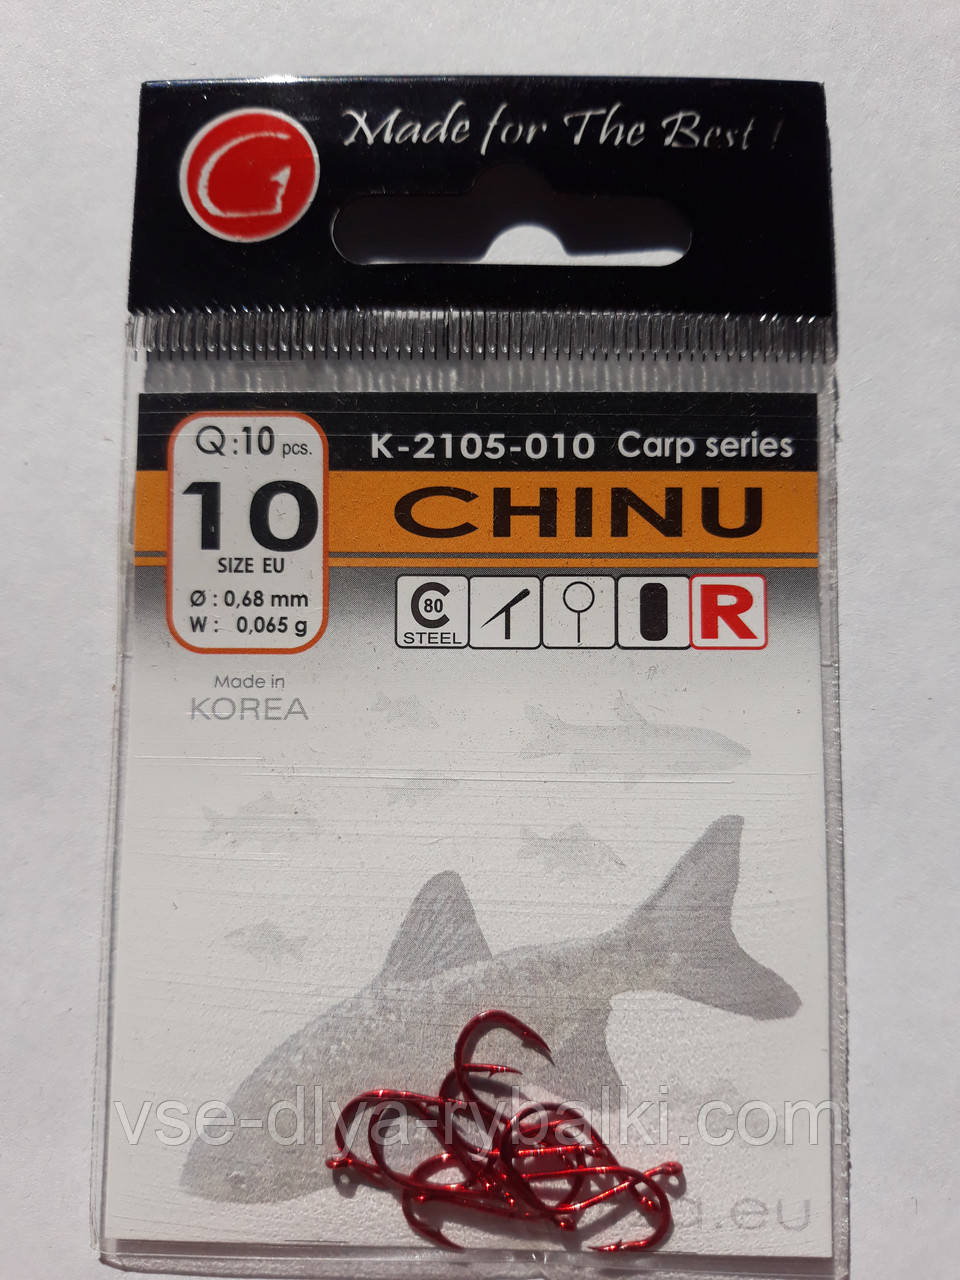 G
Made for The Best !
Q:10 pcs.
10
SIZE EU
Ø : 0,68 mm
W : 0,065 g
K-2105-010 Carp series
CHINU
C 80 STEEL
R
Made in
KOREA
vse-dlya-rybalki.com
a.eu